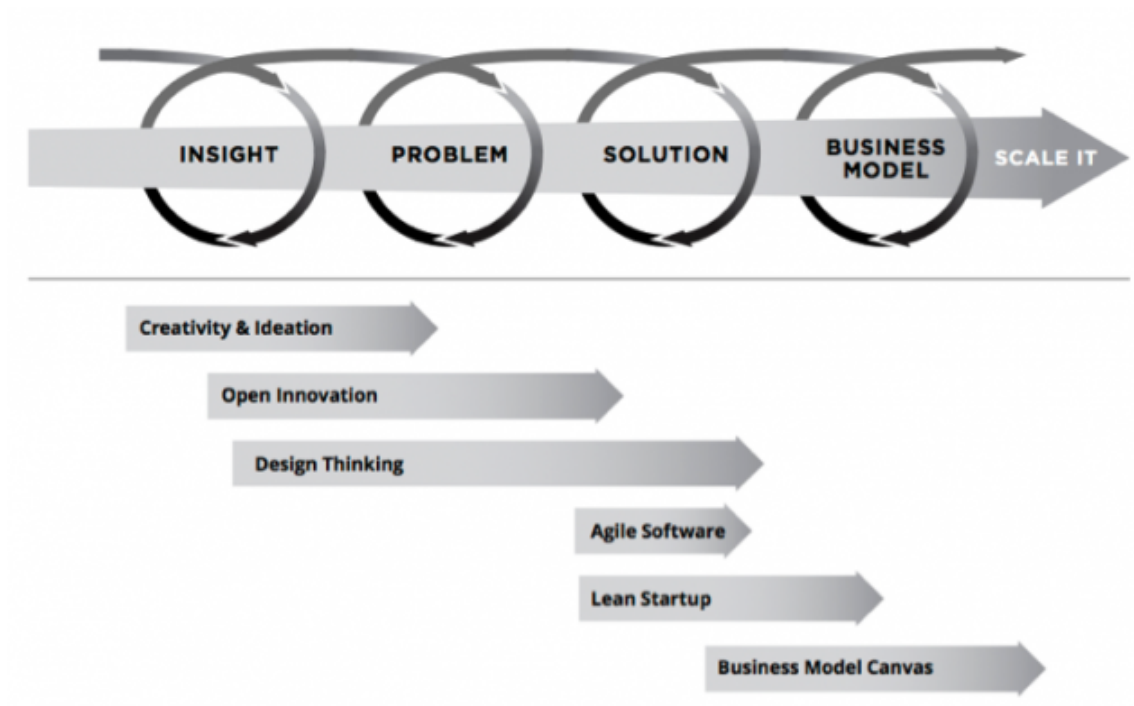 INSIGHT
PROBLEM
SOLUTION
BUSINESS
MODEL
SCALE IT
Creativity & Ideation
Open Innovation
Design Thinking
Agile Software
Lean Startup
Business Model Canvas